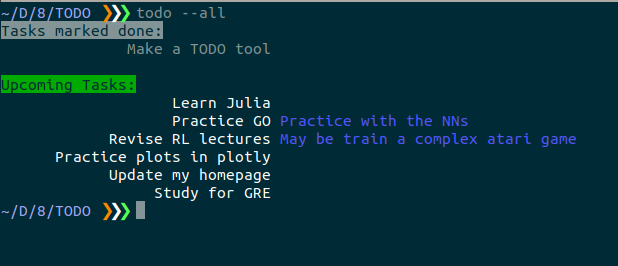 ~/D/8/TODO ❯❯❯ todo --all
Tasks marked done:
Make a TODO tool
Upcoming Tasks:
Learn Julia
Practice GO Practice with the NNs
Revise RL lectures May be train a complex atari game
Practice plots in plotly
Update my homepage
Study for GRE
~/D/8/TODO ❯❯❯